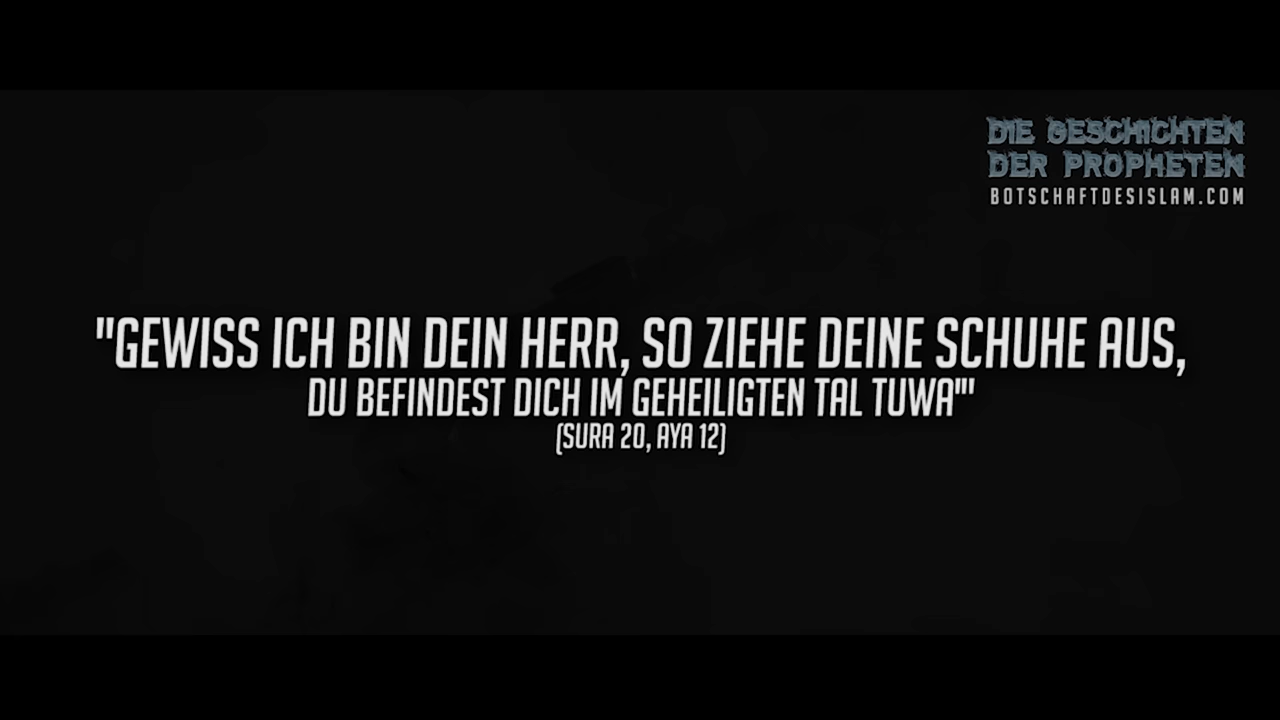 DIE GESCHICHTEN
DER PROPHETEN
BOTSCHAFTDESISLAM.COM
"GEWISS ICH BIN DEIN HERR, SO ZIEHE DEINE SCHUHE AUS,
DU BEFINDEST DICH IM GEHEILIGTEN TAL TUWA'"
(SURA 20, AYA 12)